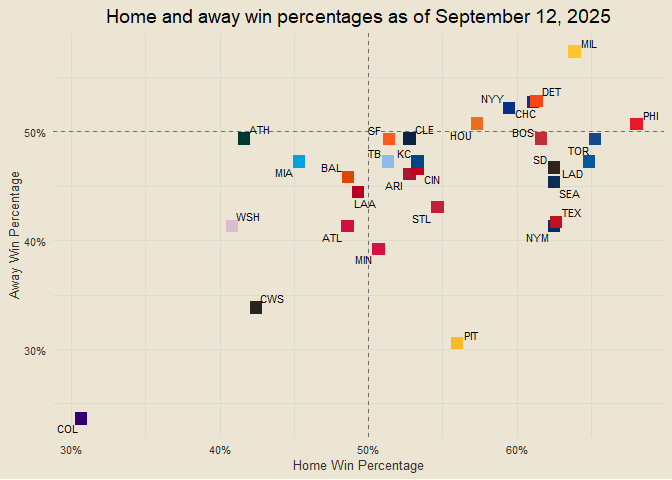 Home and away win percentages as of September 12, 2025
MIL
DET
NYY
CHC
PHI
50%
ATH
SF
CLE
HOU
BOS
TB
KC
TOR
MIA
BAL
SD
LAD
ARI
CIN
SEA
LAA
WSH
STL
TEX
ATL
NYM
40%
MIN
CWS
PIT
30%
COL
30%
40%
50%
60%
Home Win Percentage
Away Win Percentage